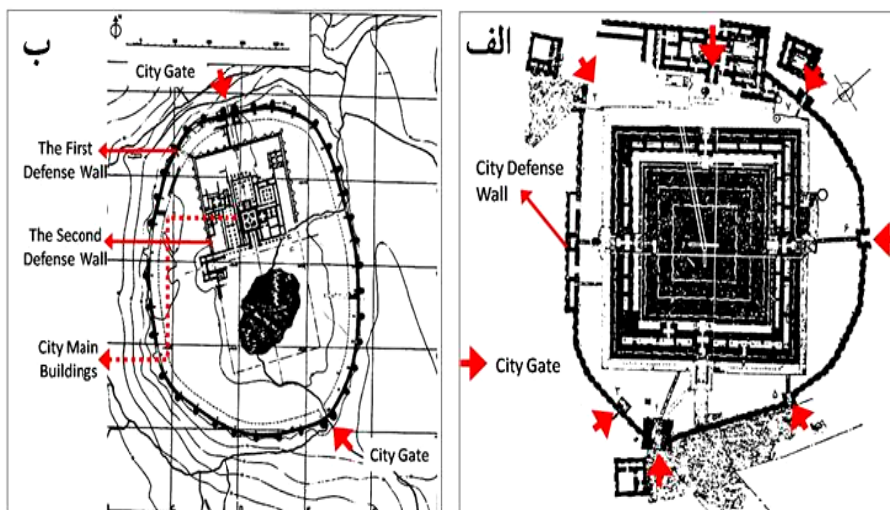 ب
City Gate
The First
Defense Wall
The Second
Defense Wall
City Main
Buildings
City Gate
الف
City Defense
Wall
City Gate